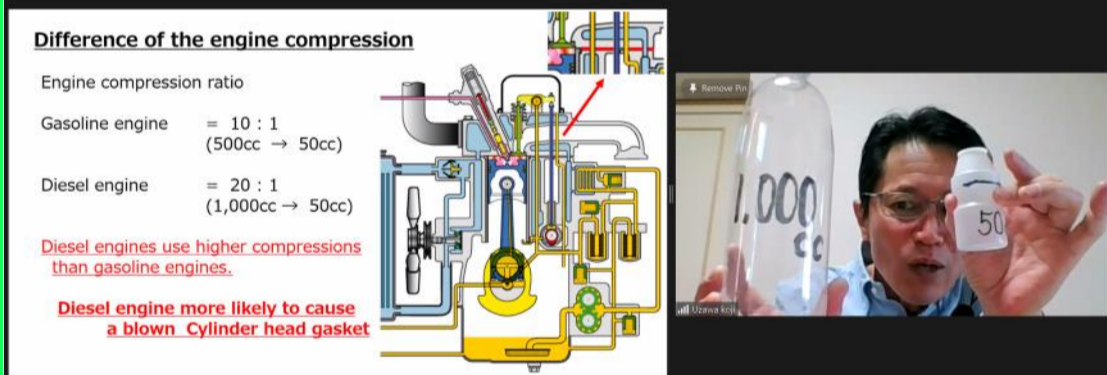 Difference of the engine compression
Engine compression ratio
Gasoline engine = 10 : 1
(500cc → 50cc)
Diesel engine = 20 : 1
(1,000cc → 50cc)
Diesel engines use higher compressions
than gasoline engines.
Diesel engine more likely to cause
a blown Cylinder head gasket
Remove Pin
1.000
cc
50
Uzawa koji